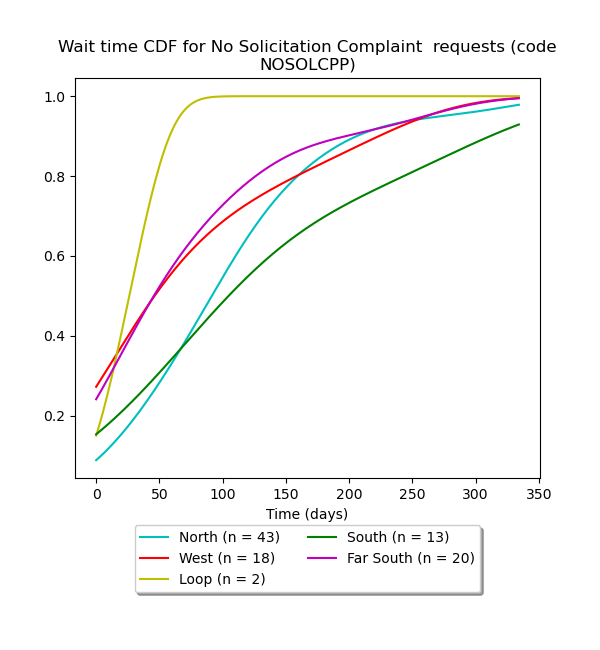 Wait time CDF for No Solicitation Complaint  requests (code
NOSOLCPP)
1.0
0.8
0.6
0.4
0.2
0 50 100 150 200 250 300 350
Time (days)
North (n = 43) South (n = 13)
West (n = 18) Far South (n = 20)
Loop (n = 2)